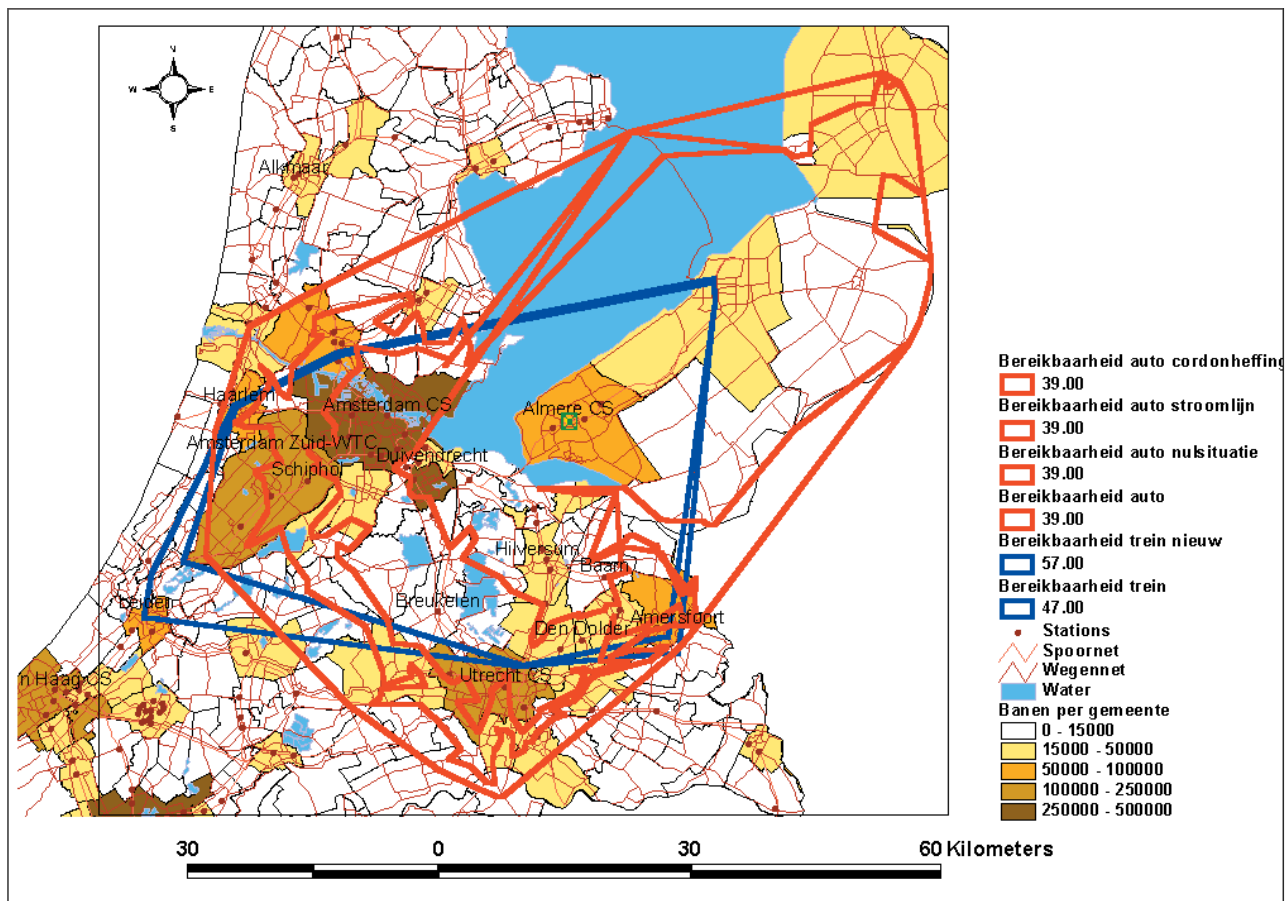 N
W E
S
Alkmaar
Haarlem
Amsterdam CS
Almere CS
Amsterdam Zuid-WTC
Duivendrecht
Schiphol
Hilversum
Baarn
Breukelen
Leiden
Amersfoort
Den Dolder
n Haag CS
Utrecht CS
Bereikbaarheid auto cordonheffing
39.00
Bereikbaarheid auto stroomlijn
39.00
Bereikbaarheid auto nulsituatie
39.00
Bereikbaarheid auto
39.00
Bereikbaarheid trein nieuw
57.00
Bereikbaarheid trein
47.00
Stations
Spoornet
Wegennet
Water
Banen per gemeente
0 - 15000
15000 - 50000
50000 - 100000
100000 - 250000
250000 - 500000
30 0 30 60 Kilometers